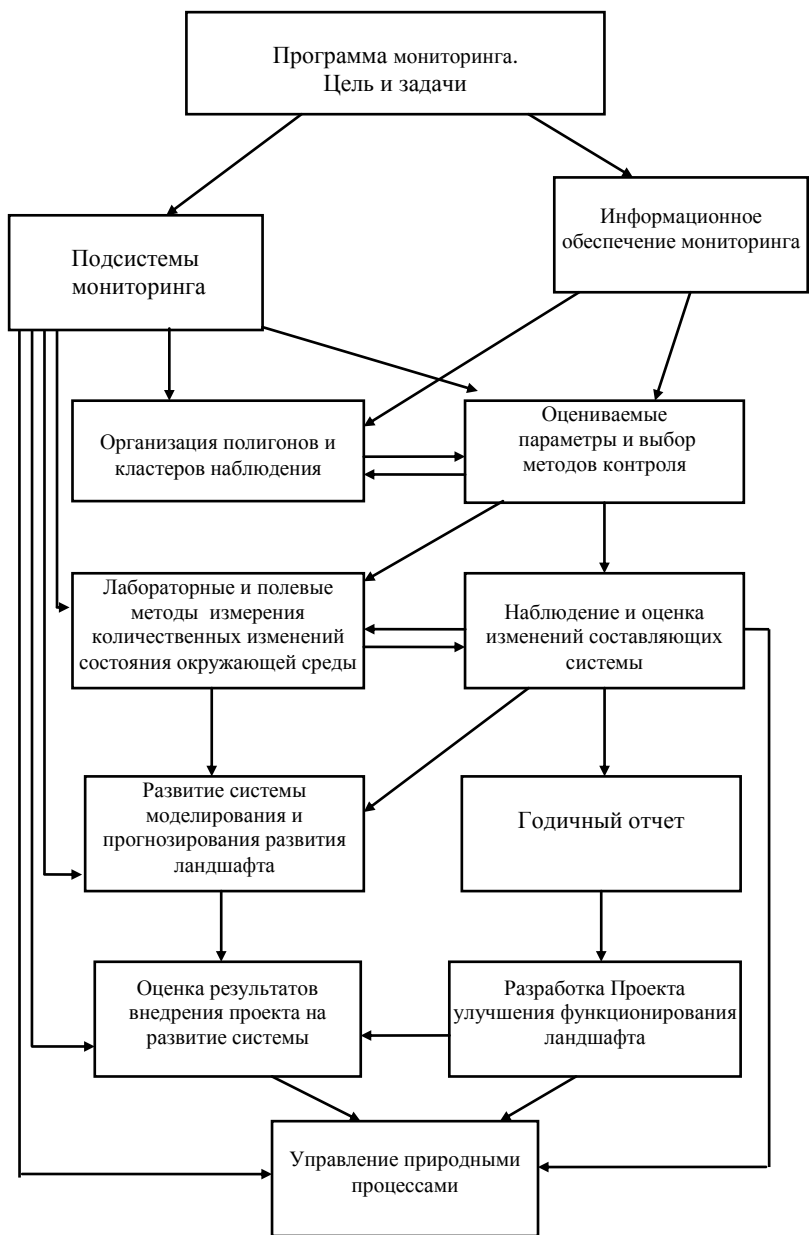 Программа мониторинга.
Цель и задачи
Информационное
обеспечение мониторинга
Подсистемы
мониторинга
Организация полигонов и
кластеров наблюдения
Оцениваемые
параметры и выбор
методов контроля
Лабораторные и полевые
методы измерения
количественных изменений
состояния окружающей среды
Наблюдение и оценка
изменений составляющих
системы
Развитие системы
моделирования и
прогнозирования развития
ландшафта
Годичный отчет
Оценка результатов
внедрения проекта на
развитие системы
Разработка Проекта
улучшения функционирования
ландшафта
Управление природными
процессами